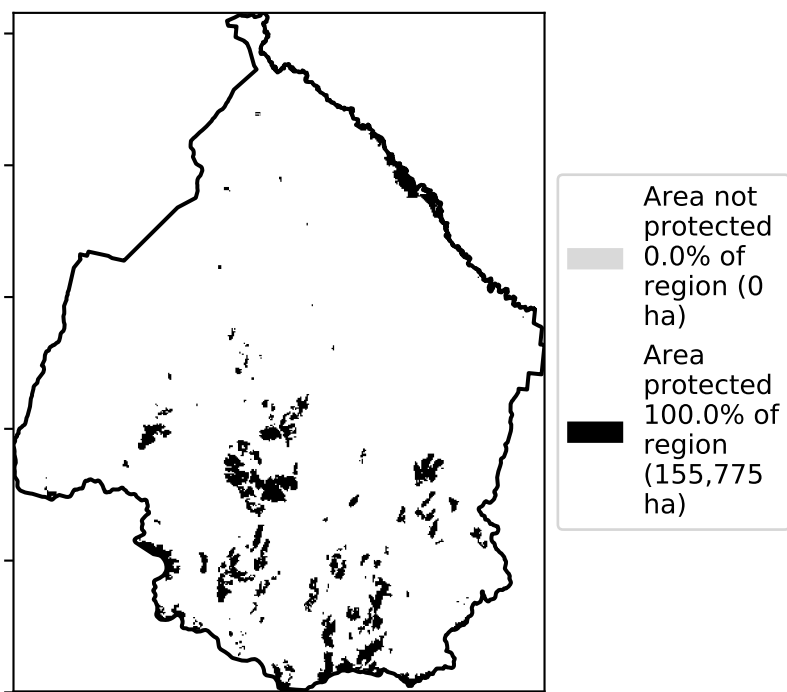 Area not
protected
0.0% of
region (0
ha)
Area
protected
100.0% of
region
(155,775
ha)